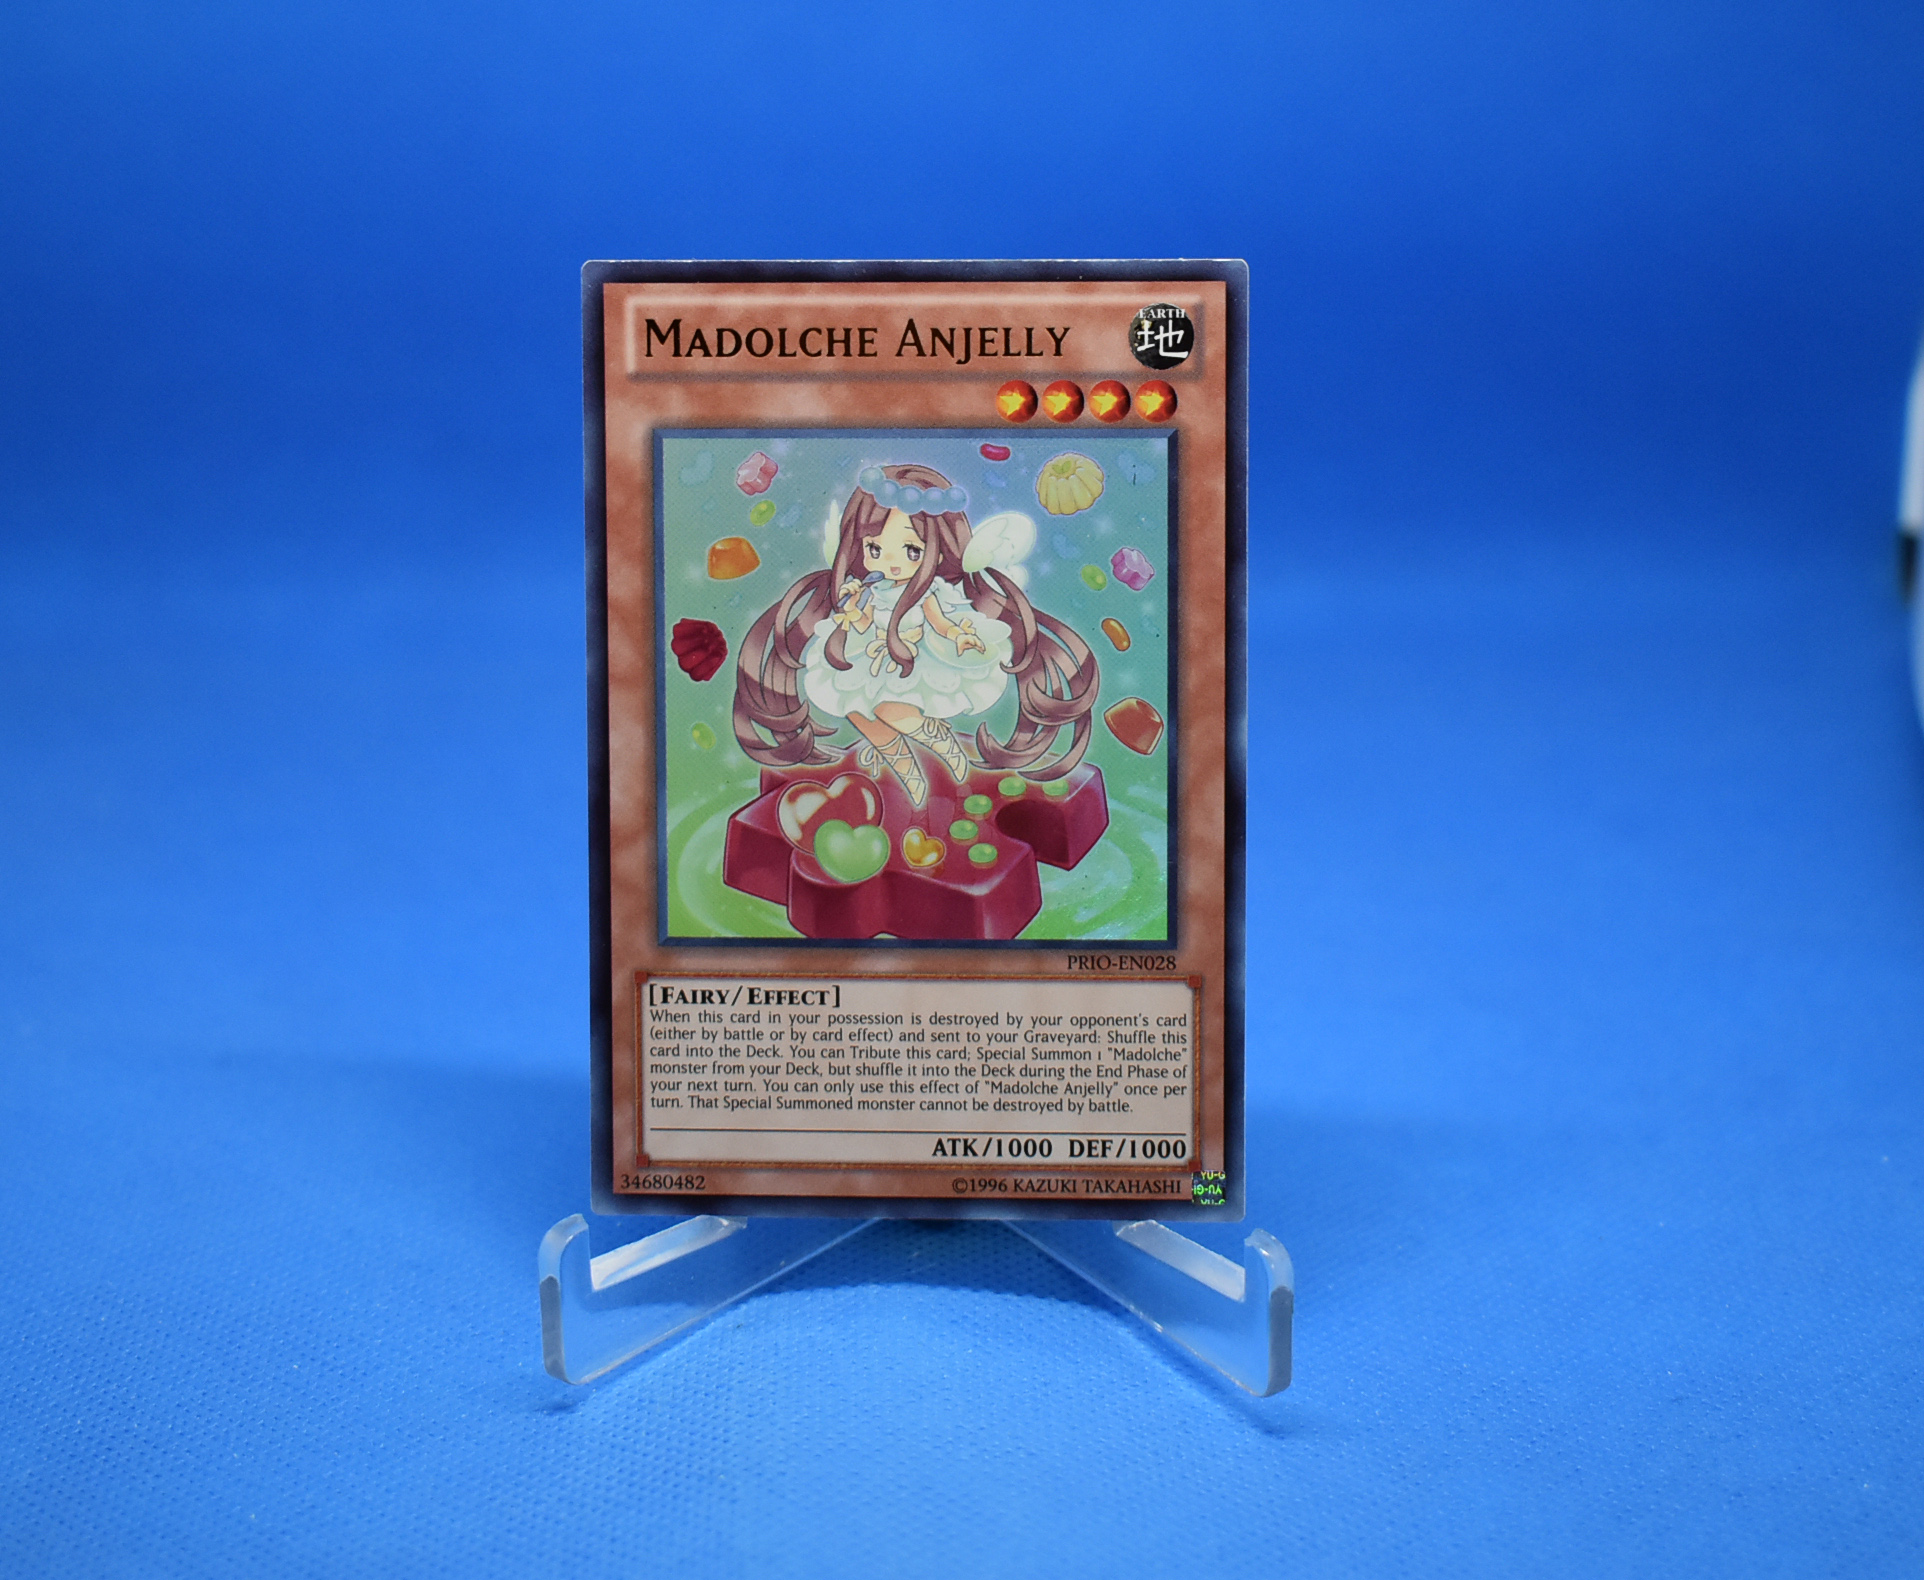 MADOLCHE ANJELLY
EARTH
地
PRIO-EN028
[FAIRY/EFFECT]
When this card in your possession is destroyed by your opponent's card
(either by battle or by card effect) and sent to your Graveyard: Shuffle this
card into the Deck. You can Tribute this card; Special Summon 1 "Madolche"
monster from your Deck, but shuffle it into the Deck during the End Phase of
your next turn. You can only use this effect of "Madolche Anjelly" once per
turn. That Special Summoned monster cannot be destroyed by battle.
ATK/1000 DEF/1000
34680482
©1996 KAZUKI TAKAHASHI
YU-G